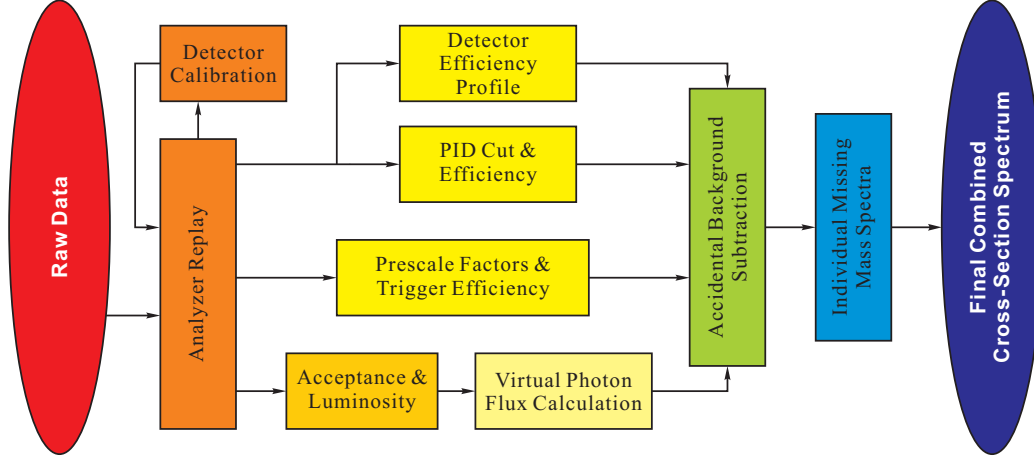 Raw Data
Detector
Calibration
Analyzer Replay
Detector
Efficiency
Profile
PID Cut &
Efficiency
Prescale Factors &
Trigger Efficiency
Acceptance &
Luminosity
Virtual Photon
Flux Calculation
Accidental Background
Subtraction
Individual Missing
Mass Spectra
Final Combined
Cross-Section Spectrum